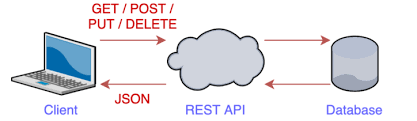 GET / POST /
PUT / DELETE
JSON
Client
REST API
Database